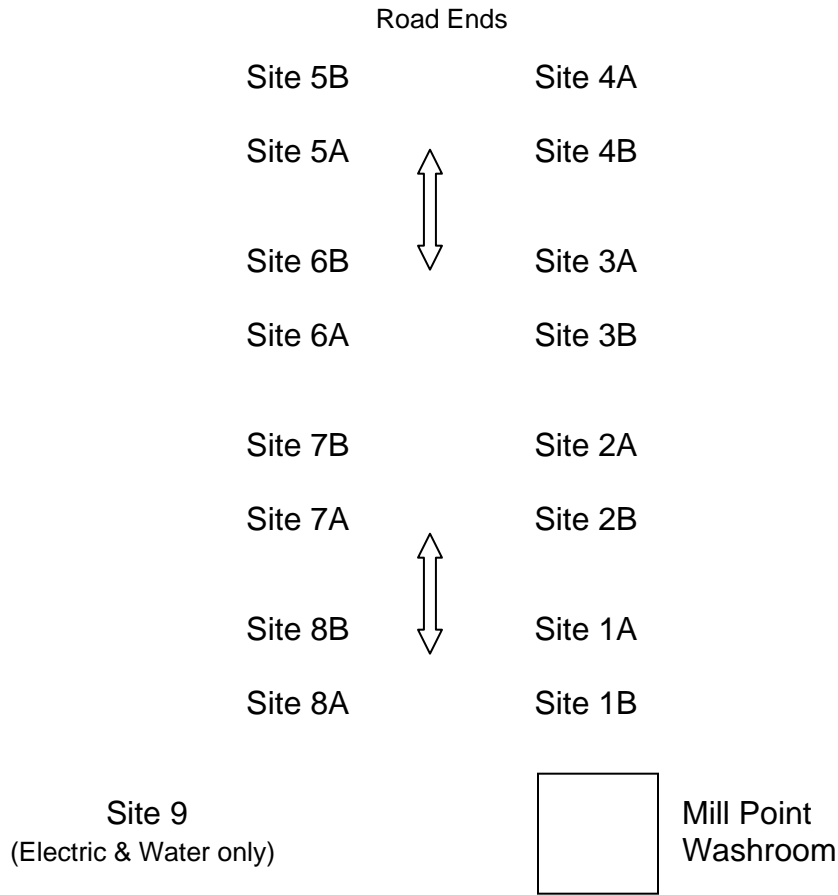 Road Ends
Site 5B Site 4A
Site 5A Site 4B
Site 6B Site 3A
Site 6A Site 3B
Site 7B Site 2A
Site 7A Site 2B
Site 8B Site 1A
Site 8A Site 1B
Site 9
(Electric & Water only)
Mill Point
Washroom